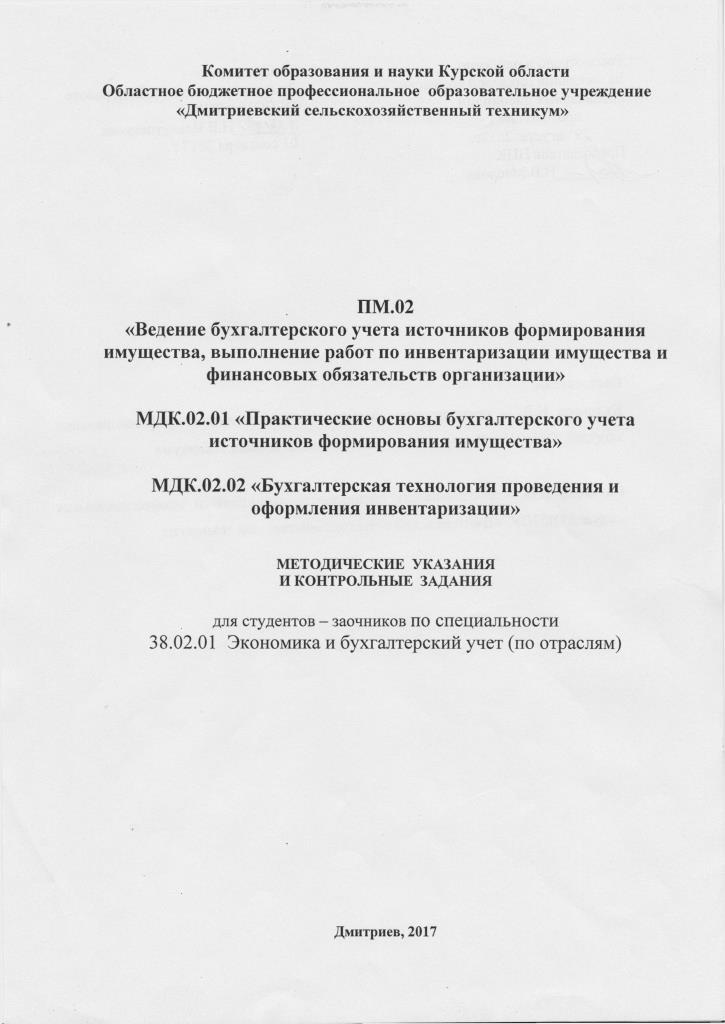 Комитет образования и науки Курской области
Областное бюджетное профессиональное образовательное учреждение
«Дмитриевский сельскохозяйственный техникум»
ПМ.02
«Ведение бухгалтерского учета источников формирования
имущества, выполнение работ по инвентаризации имущества и
финансовых обязательств организации»
МДК.02.01 «Практические основы бухгалтерского учета
источников формирования имущества»
МДК.02.02 «Бухгалтерская технология проведения и
оформления инвентаризации»
МЕТОДИЧЕСКИЕ УКАЗАНИЯ
И КОНТРОЛЬНЫЕ ЗАДАНИЯ
для студентов – заочников по специальности
38.02.01 Экономика и бухгалтерский учет (по отраслям)
Дмитриев, 2017